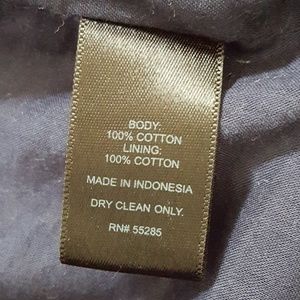 BODY:
100% COTTON
LINING:
100% COTTON
MADE IN INDONESIA
DRY CLEAN ONLY.
RN# 55285